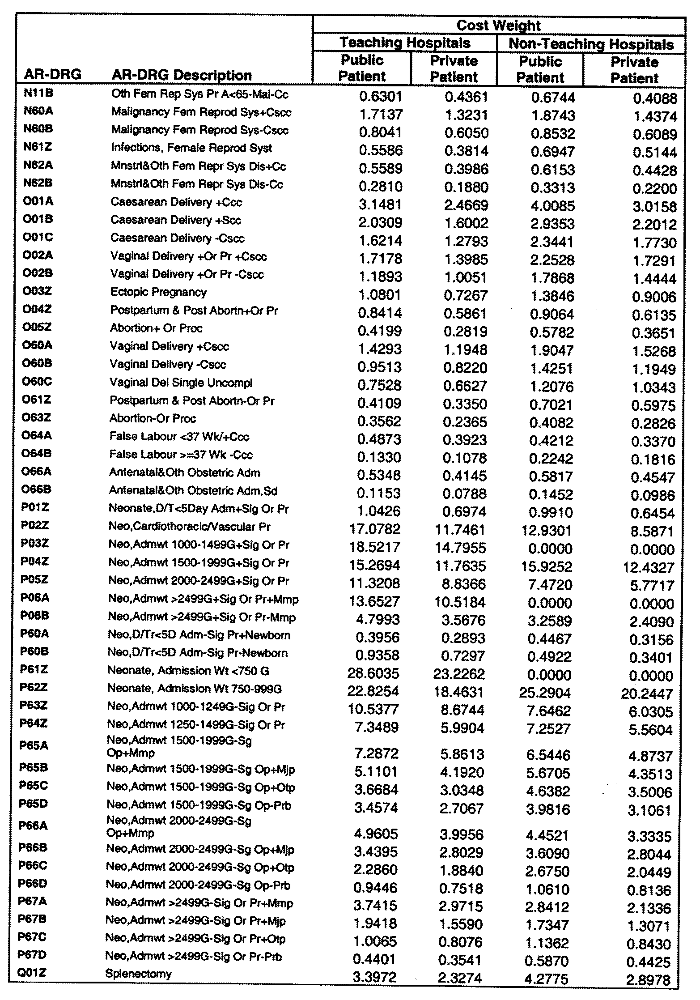 Cost Weight
Teaching Hospitals Non-Teaching Hospitals
Public Private Public Private
AR-DRG AR-DRG Description Patient Patient Patient Patient
N11B Oth Fem Rep Sys Pr A<65-Mal-Cc 0.6301 0.4361 0.6744 0.4088
N60A Malignancy Fem Reprod Sys+Cscc 1.7137 1.3231 1.8743 1.4374
N60B Malignancy Fem Reprod Sys-Cscc 0.8041 0.6050 0.8532 0.6089
N61Z Infections, Female Reprod Syst 0.5586 0.3814 0.6947 0.5144
N62A Mnstrl&Oth Fem Repr Sys Dis+Cc 0.5589 0.3986 0.6153 0.4428
N62B Mnstrl&Oth Fem Repr Sys Dis-Cc 0.2810 0.1880 0.3313 0.2200
O01A Caesarean Delivery +Ccc 3.1481 2.4669 4.0085 3.0158
O01B Caesarean Delivery +Scc 2.0309 1.6002 2.9353 2.2012
O01C Caesarean Delivery -Cscc 1.6214 1.2793 2.3441 1.7730
O02A Vaginal Delivery +Or Pr +Cscc 1.7178 1.3985 2.2528 1.7291
O02B Vaginal Delivery +Or Pr -Cscc 1.1893 1.0051 1.7868 1.4444
O03Z Ectopic Pregnancy 1.0801 0.7267 1.3846 0.9006
O04Z Postpartum & Post Abortn+Or Pr 0.8414 0.5861 0.9064 0.6135
O05Z Abortion+ Or Proc 0.4199 0.2819 0.5782 0.3651
O60A Vaginal Delivery +Cscc 1.4293 1.1948 1.9047 1.5268
O60B Vaginal Delivery -Cscc 0.9513 0.8220 1.4251 1.1949
O60C Vaginal Del Single Uncompl 0.7528 0.6627 1.2076 1.0343
O61Z Postpartum & Post Abortn-Or Pr 0.4109 0.3350 0.7021 0.5975
O63Z Abortion-Or Proc 0.3562 0.2365 0.4082 0.2826
O64A False Labour <37 Wk/+Ccc 0.4873 0.3923 0.4212 0.3370
O64B False Labour >=37 Wk -Ccc 0.1330 0.1078 0.2242 0.1816
O66A Antenatal&Oth Obstetric Adm 0.5348 0.4145 0.5817 0.4547
O66B Antenatal&Oth Obstetric Adm,Sd 0.1153 0.0788 0.1452 0.0986
P01Z Neonate,D/T<5Day Adm+Sig Or Pr 1.0426 0.6974 0.9910 0.6454
P02Z Neo,Cardiothoracic/Vascular Pr 17.0782 11.7461 12.9301 8.5871
P03Z Neo,Admwt 1000-1499G+Sig Or Pr 18.5217 14.7955 0.0000 0.0000
P04Z Neo,Admwt 1500-1999G+Sig Or Pr 15.2694 11.7635 15.9252 12.4327
P05Z Neo,Admwt 2000-2499G+Sig Or Pr 11.3208 8.8366 7.4720 5.7717
P06A Neo,Admwt >2499G+Sig Or Pr+Mmp 13.6527 10.5184 0.0000 0.0000
P06B Neo,Admwt >2499G+Sig Or Pr-Mmp 4.7993 3.5676 3.2589 2.4090
P60A Neo,D/Tr<5D Adm-Sig Pr+Newborn 0.3956 0.2893 0.4467 0.3156
P60B Neo,D/Tr<5D Adm-Sig Pr-Newborn 0.9358 0.7297 0.4922 0.3401
P61Z Neonate, Admission Wt <750 G 28.6035 23.2262 0.0000 0.0000
P62Z Neonate, Admission Wt 750-999G 22.8254 18.4631 25.2904 20.2447
P63Z Neo,Admwt 1000-1249G-Sig Or Pr 10.5377 8.6744 7.6462 6.0305
P64Z Neo,Admwt 1250-1499G-Sig Or Pr 7.3489 5.9904 7.2527 5.5604
Neo,Admwt 1500-1999G-Sg
P65A Op+Mmp 7.2872 5.8613 6.5446 4.8737
P65B Neo,Admwt 1500-1999G-Sg Op+Mjp 5.1101 4.1920 5.6705 4.3513
P65C Neo,Admwt 1500-1999G-Sg Op+Otp 3.6684 3.0348 4.6382 3.5006
P65D Neo,Admwt 1500-1999G-Sg Op-Prb 3.4574 2.7067 3.9816 3.1061
Neo,Admwt 2000-2499G-Sg
P66A Op+Mmp 4.9605 3.9956 4.4521 3.3335
P66B Neo,Admwt 2000-2499G-Sg Op+Mjp 3.4395 2.8029 3.6090 2.8044
P66C Neo,Admwt 2000-2499G-Sg Op+Otp 2.2860 1.8840 2.6750 2.0449
P66D Neo,Admwt 2000-2499G-Sg Op-Prb 0.9446 0.7518 1.0610 0.8136
P67A Neo,Admwt >2499G-Sig Or Pr+Mmp 3.7415 2.9715 2.8412 2.1336
P67B Neo,Admwt >2499G-Sig Or Pr+Mjp 1.9418 1.5590 1.7347 1.3071
P67C Neo,Admwt >2499G-Sig Or Pr+Otp 1.0065 0.8076 1.1362 0.8430
P67D Neo,Admwt >2499G-Sig Or Pr-Prb 0.4401 0.3541 0.5870 0.4425
Q01Z Splenectomy 3.3972 2.3274 4.2775 2.8978